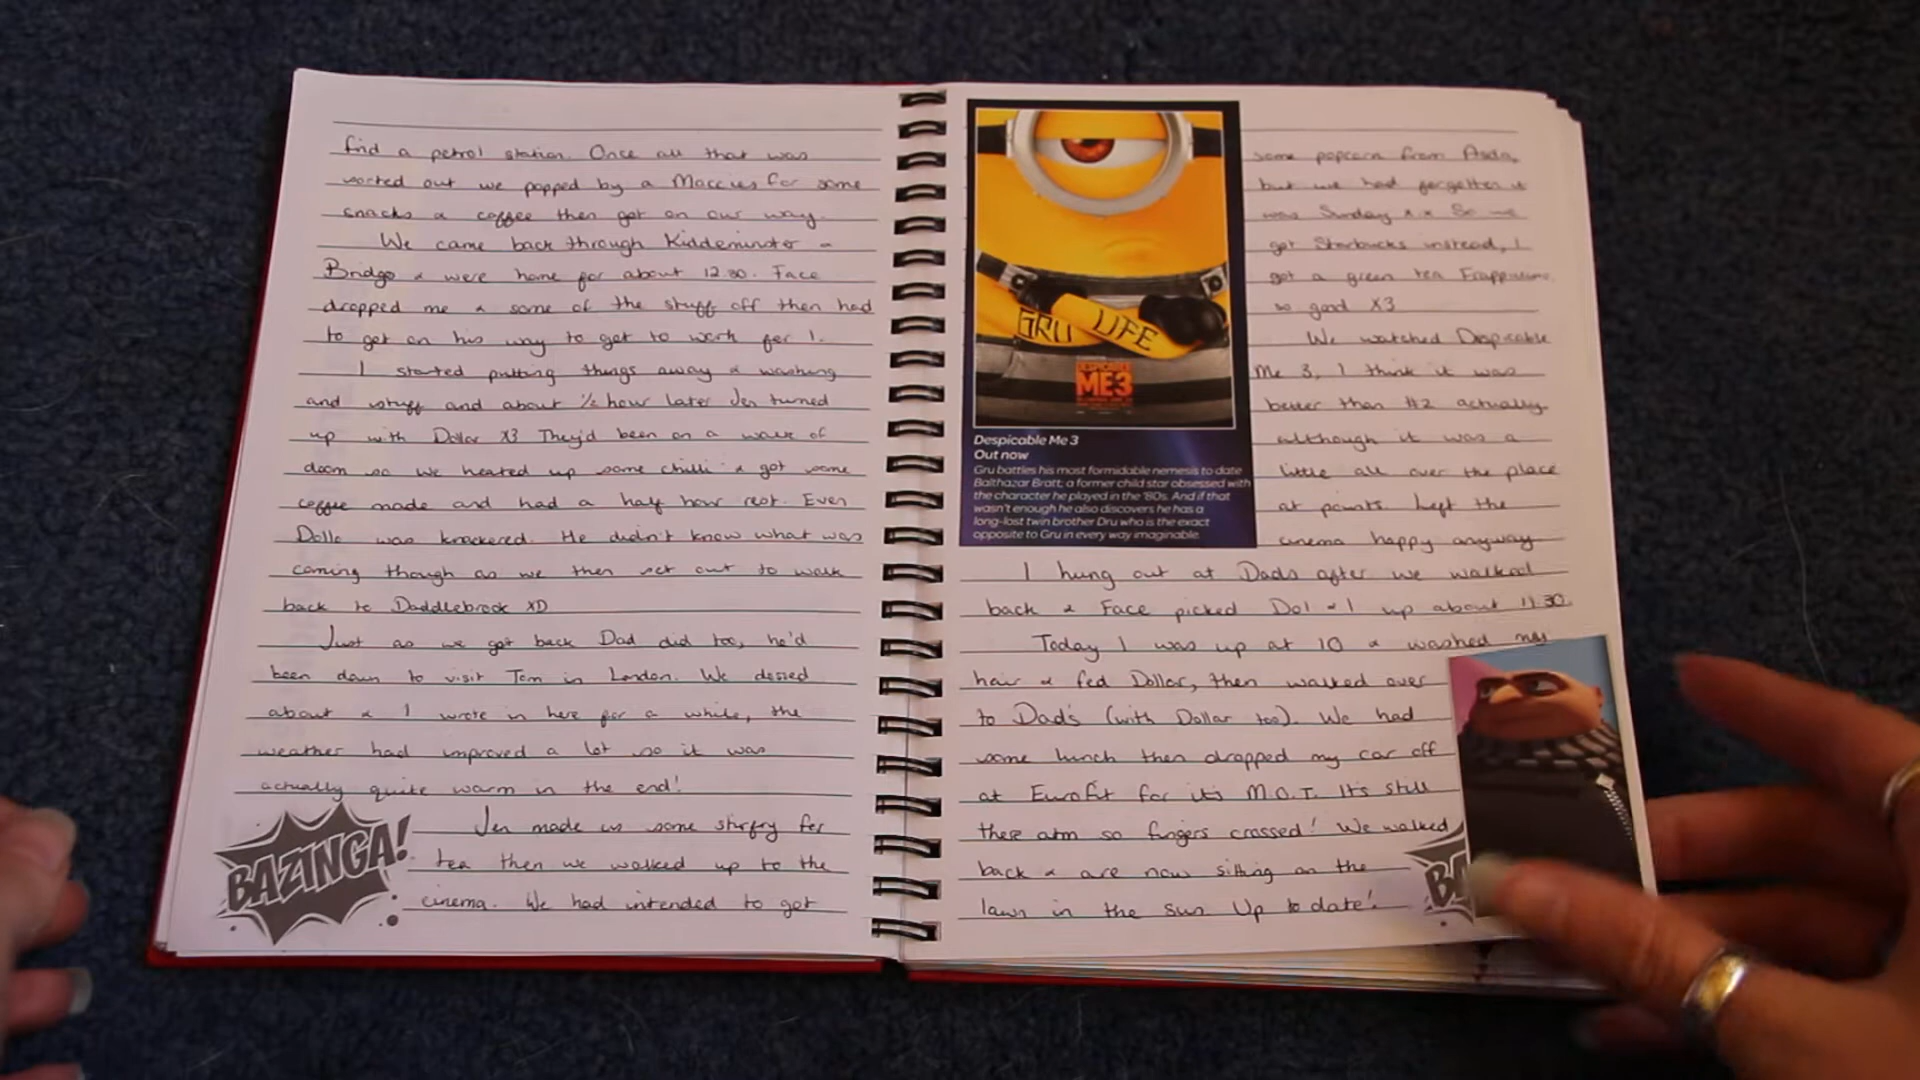 find a petrol station. Once all that was
sorted out we popped by a Maccies for some
snacks & coffee then got on our way.
We came back through Kidderminster &
Bridgo & were home for about 12.30. Face
dropped me & some of the stuff off then had
to get on his way to get to work for 1.
I started putting things away & washing
and stuff and about ½ hour later Jen turned
up with Dollar X3 They'd been on a walk of
doom so we heated up some chilli & got some
coffee made and had a half hour rest. Even
Dolla was knackered. He didn't know what was
coming though as we then set out to walk
back to Daddlebrook XD
Just as we got back Dad did too, he'd
been down to visit Tom in London. We dossed
about & I wrote in here for a while, the
weather had improved a lot so it was
actually quite warm in the end!
Jen made us some stirfry for
tea then we walked up to the
cinema. We had intended to get
BAZINGA!
GRU LIFE
DESPICABLE
ME3
Despicable Me 3
Out now
Gru battles his most formidable nemesis to date
Balthazar Bratt, a former child star obsessed with
the character he played in the '80s. And if that
wasn't enough he also discovers he has a
long-lost twin brother Dru who is the exact
opposite to Gru in every way imaginable.
some popcorn from Asda,
but we had forgotten it
was Sunday x x So we
got Starbucks instead, I
got a green tea Frappuccino
so good X3
We watched Despicable
Me 3, I think it was
better than #2 actually
although it was a
little all over the place
at points. Left the
cinema happy anyway
I hung out at Dads after we walked
back & Face picked Dol & I up about 11.30.
Today I was up at 10 & washed my
hair & fed Dollar, then walked over
to Dad's (with Dollar too). We had
some lunch then dropped my car off
at Eurofit for it's M.O.T. It's still
there atm so fingers crossed! We walked
back & are now sitting on the
lawn in the sun. Up to date!
BA